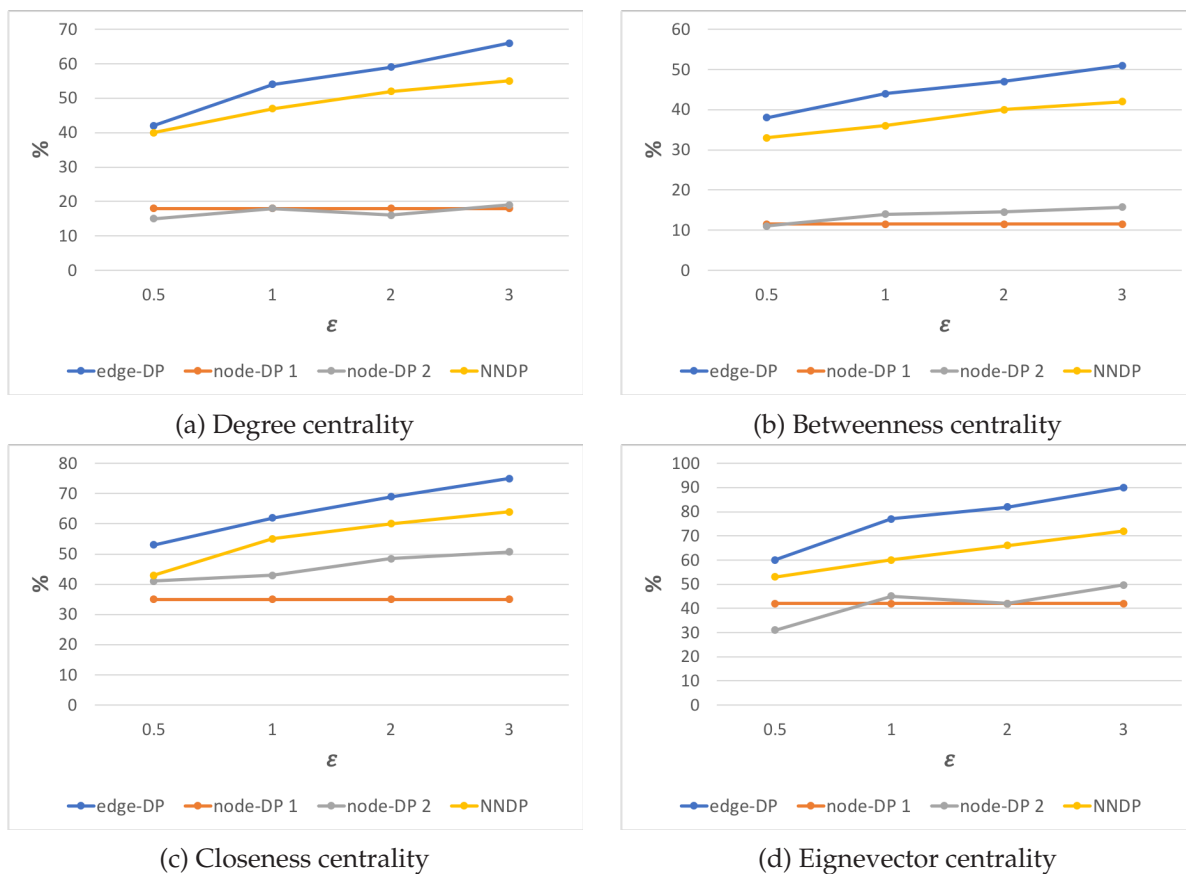 70
60
50
40
30
20
10
0
%
0.5 1 2 3
ε
edge-DP node-DP 1 node-DP 2 NNDP
(a) Degree centrality
60
50
40
30
20
10
0
%
0.5 1 2 3
ε
edge-DP node-DP 1 node-DP 2 NNDP
(b) Betweenness centrality
80
70
60
50
40
30
20
10
0
%
0.5 1 2 3
ε
edge-DP node-DP 1 node-DP 2 NNDP
(c) Closeness centrality
100
90
80
70
60
50
40
30
20
10
0
%
0.5 1 2 3
ε
edge-DP node-DP 1 node-DP 2 NNDP
(d) Eignevector centrality